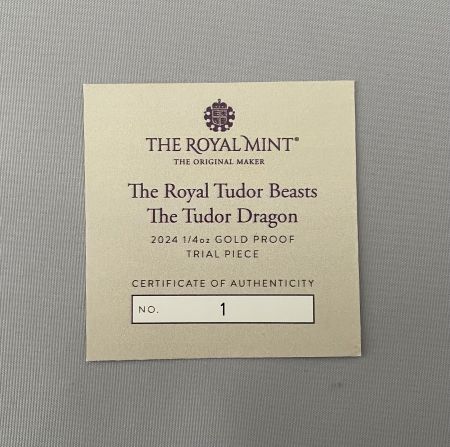 THE ROYAL MINT®
THE ORIGINAL MAKER
The Royal Tudor Beasts
The Tudor Dragon
2024 1/4oz GOLD PROOF
TRIAL PIECE
CERTIFICATE OF AUTHENTICITY
NO. 1